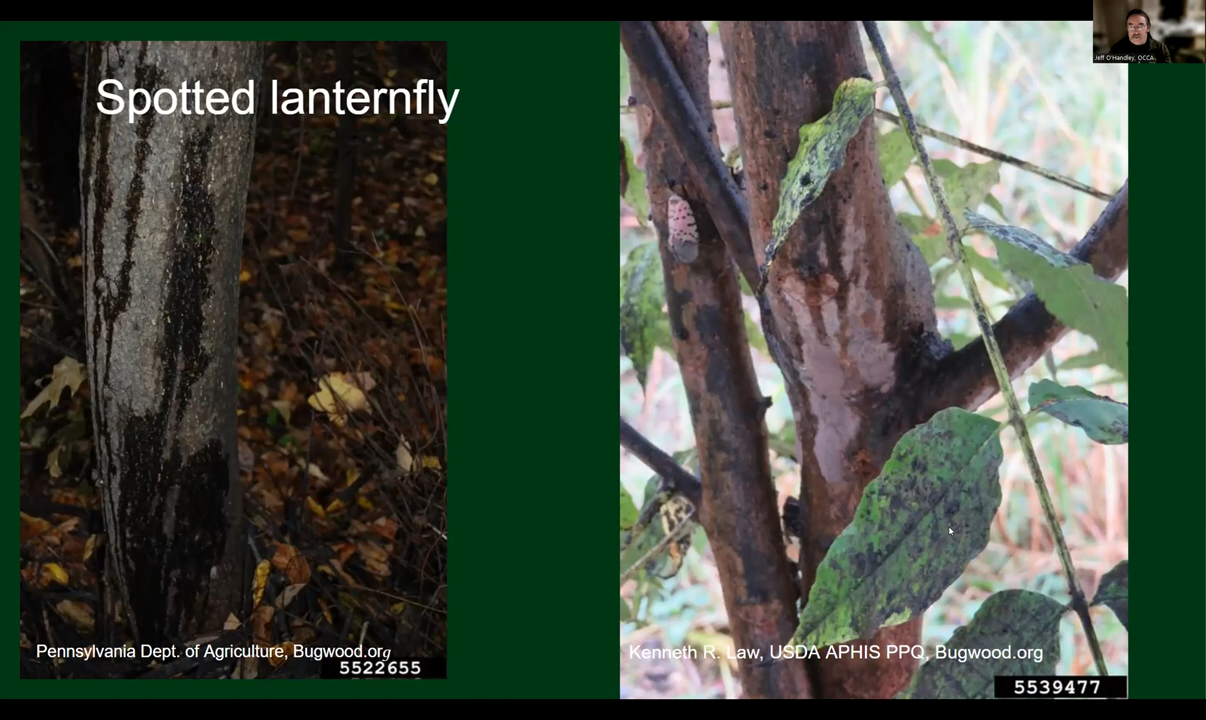 Spotted lanternfly
Jeff O'Handley, OCCA
Pennsylvania Dept. of Agriculture, Bugwood.org
5522655
Kenneth R. Law, USDA APHIS PPQ, Bugwood.org
5539477